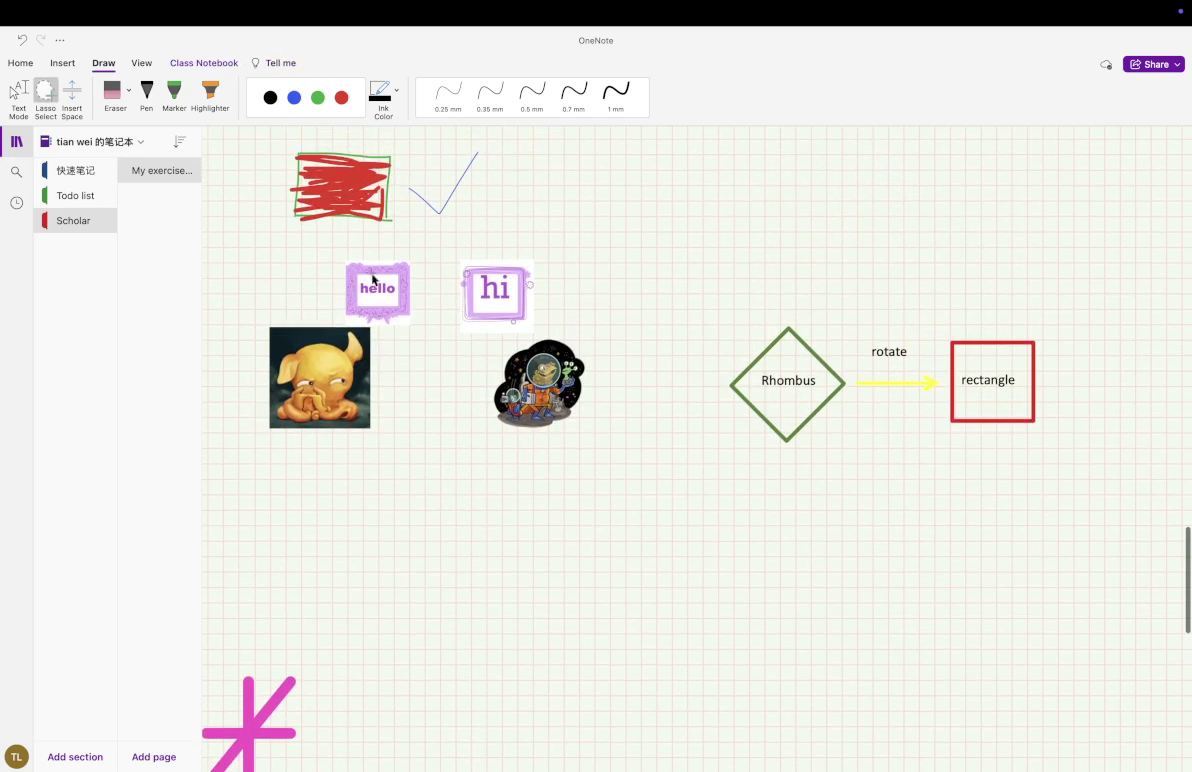 OneNote
Home Insert Draw View Class Notebook Tell me
Share
Text Mode
Lasso Select
Insert Space
Eraser
Pen
Marker
Highlighter
Ink Color
0.25 mm
0.35 mm
0.5 mm
0.7 mm
1 mm
tian wei 的笔记本
快速笔记
My exercise...
Todo list
Scholar
hello
hi
Rhombus
rotate
rectangle
TL
Add section
Add page